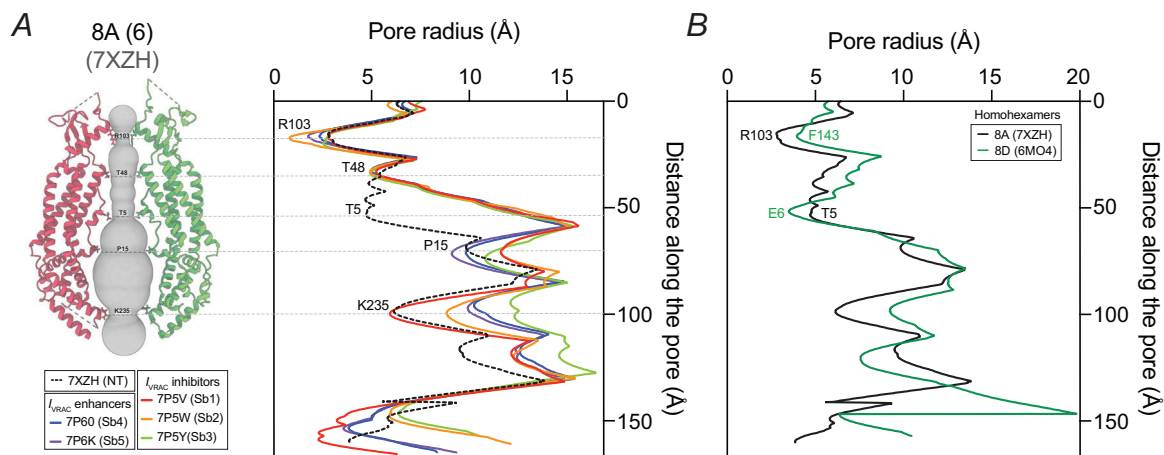 A
8A (6)
(7XZH)
R103
T48
T5
P15
K235
7XZH (NT)
IVRAC enhancers
7P60 (Sb4)
7P6K (Sb5)
IVRAC inhibitors
7P5V (Sb1)
7P5W (Sb2)
7P5Y(Sb3)
Pore radius (Å)
0 5 10 15
R103
T48
T5
P15
K235
0
50
100
150
Distance along the pore (Å)
B
Pore radius (Å)
0 5 10 15 20
R103
F143
E6
T5
Homohexamers
8A (7XZH)
8D (6MO4)
0
50
100
150
Distance along the pore (Å)